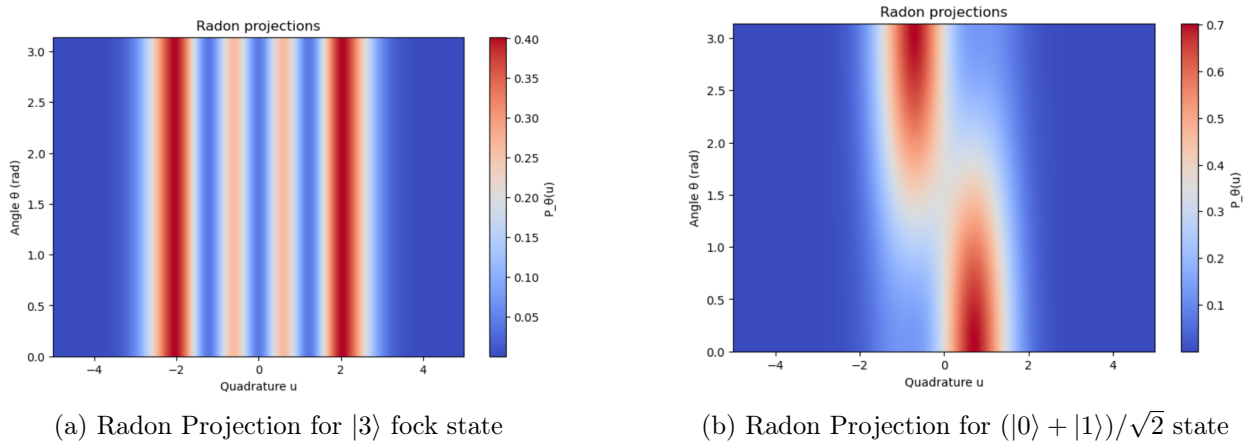 Radon projections
3.0
2.5
2.0
1.5
1.0
0.5
0.0
Angle θ (rad)
−4 −2 0 2 4
Quadrature u
0.40
0.35
0.30
0.25
0.20
0.15
0.10
0.05
P_θ(u)
(a) Radon Projection for |3⟩ fock state
Radon projections
3.0
2.5
2.0
1.5
1.0
0.5
0.0
Angle θ (rad)
−4 −2 0 2 4
Quadrature u
0.7
0.6
0.5
0.4
0.3
0.2
0.1
P_θ(u)
(b) Radon Projection for (|0⟩ + |1⟩)/√2 state